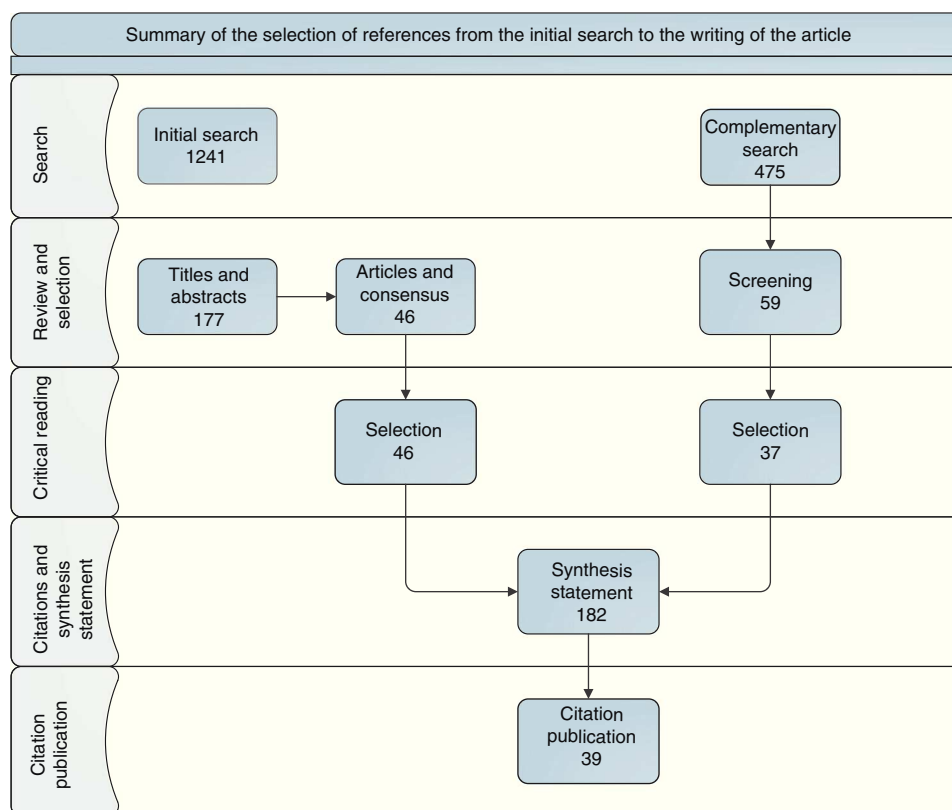 Summary of the selection of references from the initial search to the writing of the article
Search
Initial search
1241
Complementary
search
475
Review and
selection
Titles and
abstracts
177
Articles and
consensus
46
Screening
59
Critical reading
Selection
46
Selection
37
Citations and
synthesis
statement
Synthesis
statement
182
Citation
publication
Citation
publication
39